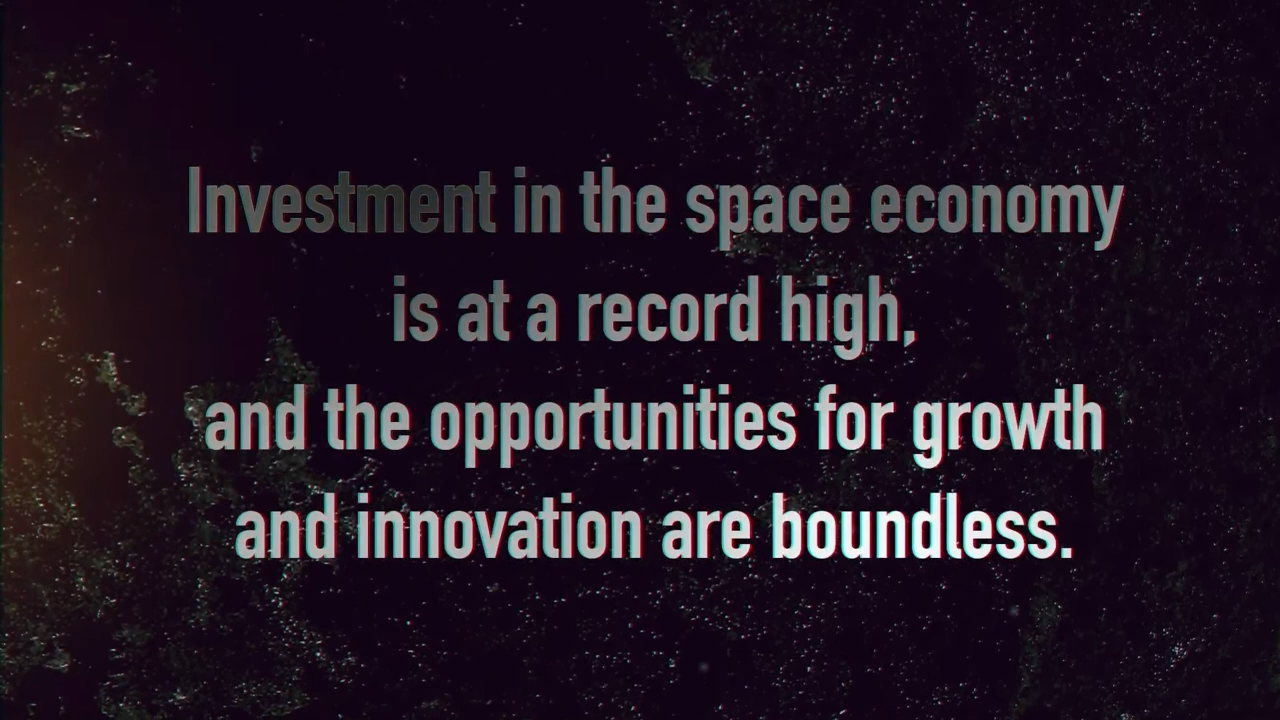 Investment in the space economy
is at a record high,
and the opportunities for growth
and innovation are boundless.